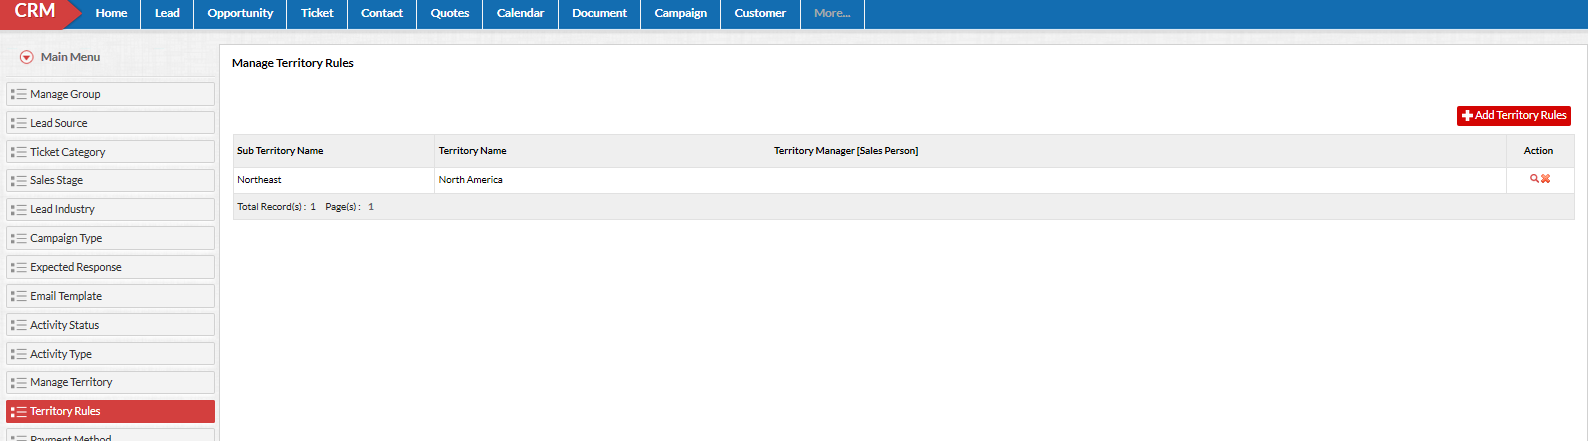 CRM Home Lead Opportunity Ticket Contact Quotes Calendar Document Campaign Customer More...
Main Menu
Manage Group
Lead Source
Ticket Category
Sales Stage
Lead Industry
Campaign Type
Expected Response
Email Template
Activity Status
Activity Type
Manage Territory
Territory Rules
Payment Method
Manage Territory Rules
Add Territory Rules
Sub Territory Name Territory Name Territory Manager [Sales Person] Action
Northeast North America
Total Record(s) : 1 Page(s) : 1